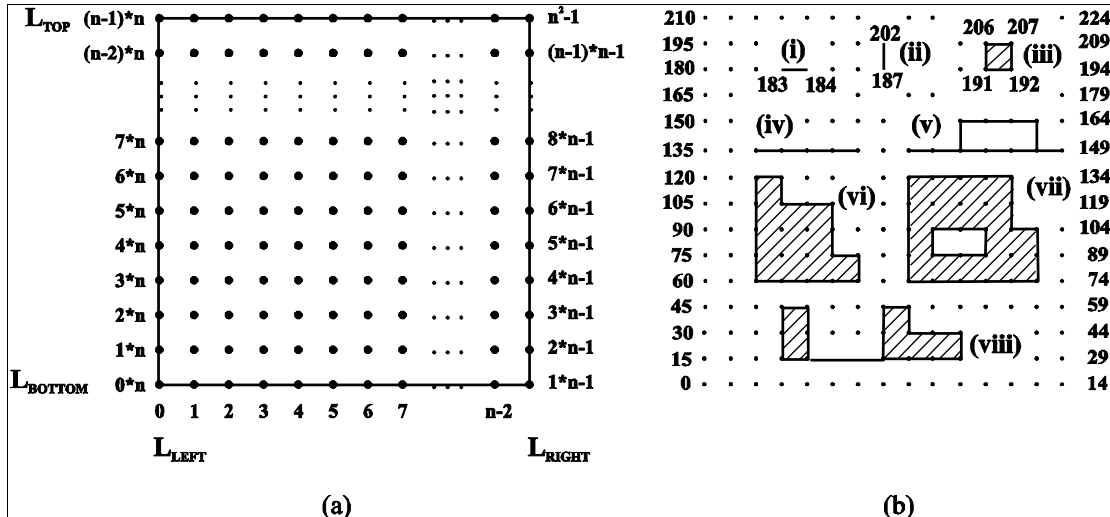 L_TOP (n-1)*n n²-1
(n-2)*n (n-1)*n-1
7*n 8*n-1
6*n 7*n-1
5*n 6*n-1
4*n 5*n-1
3*n 4*n-1
2*n 3*n-1
1*n 2*n-1
L_BOTTOM 0*n 1*n-1
0 1 2 3 4 5 6 7 n-2
L_LEFT L_RIGHT
(a)
210 202 206 207 224
195 (i) (ii) (iii) 209
180 194
183 184 187 191 192
165 179
150 (iv) (v) 164
135 149
120 134
(vi) (vii)
105 119
90 104
75 89
60 74
45 59
30 (viii) 44
15 29
0 14
(b)